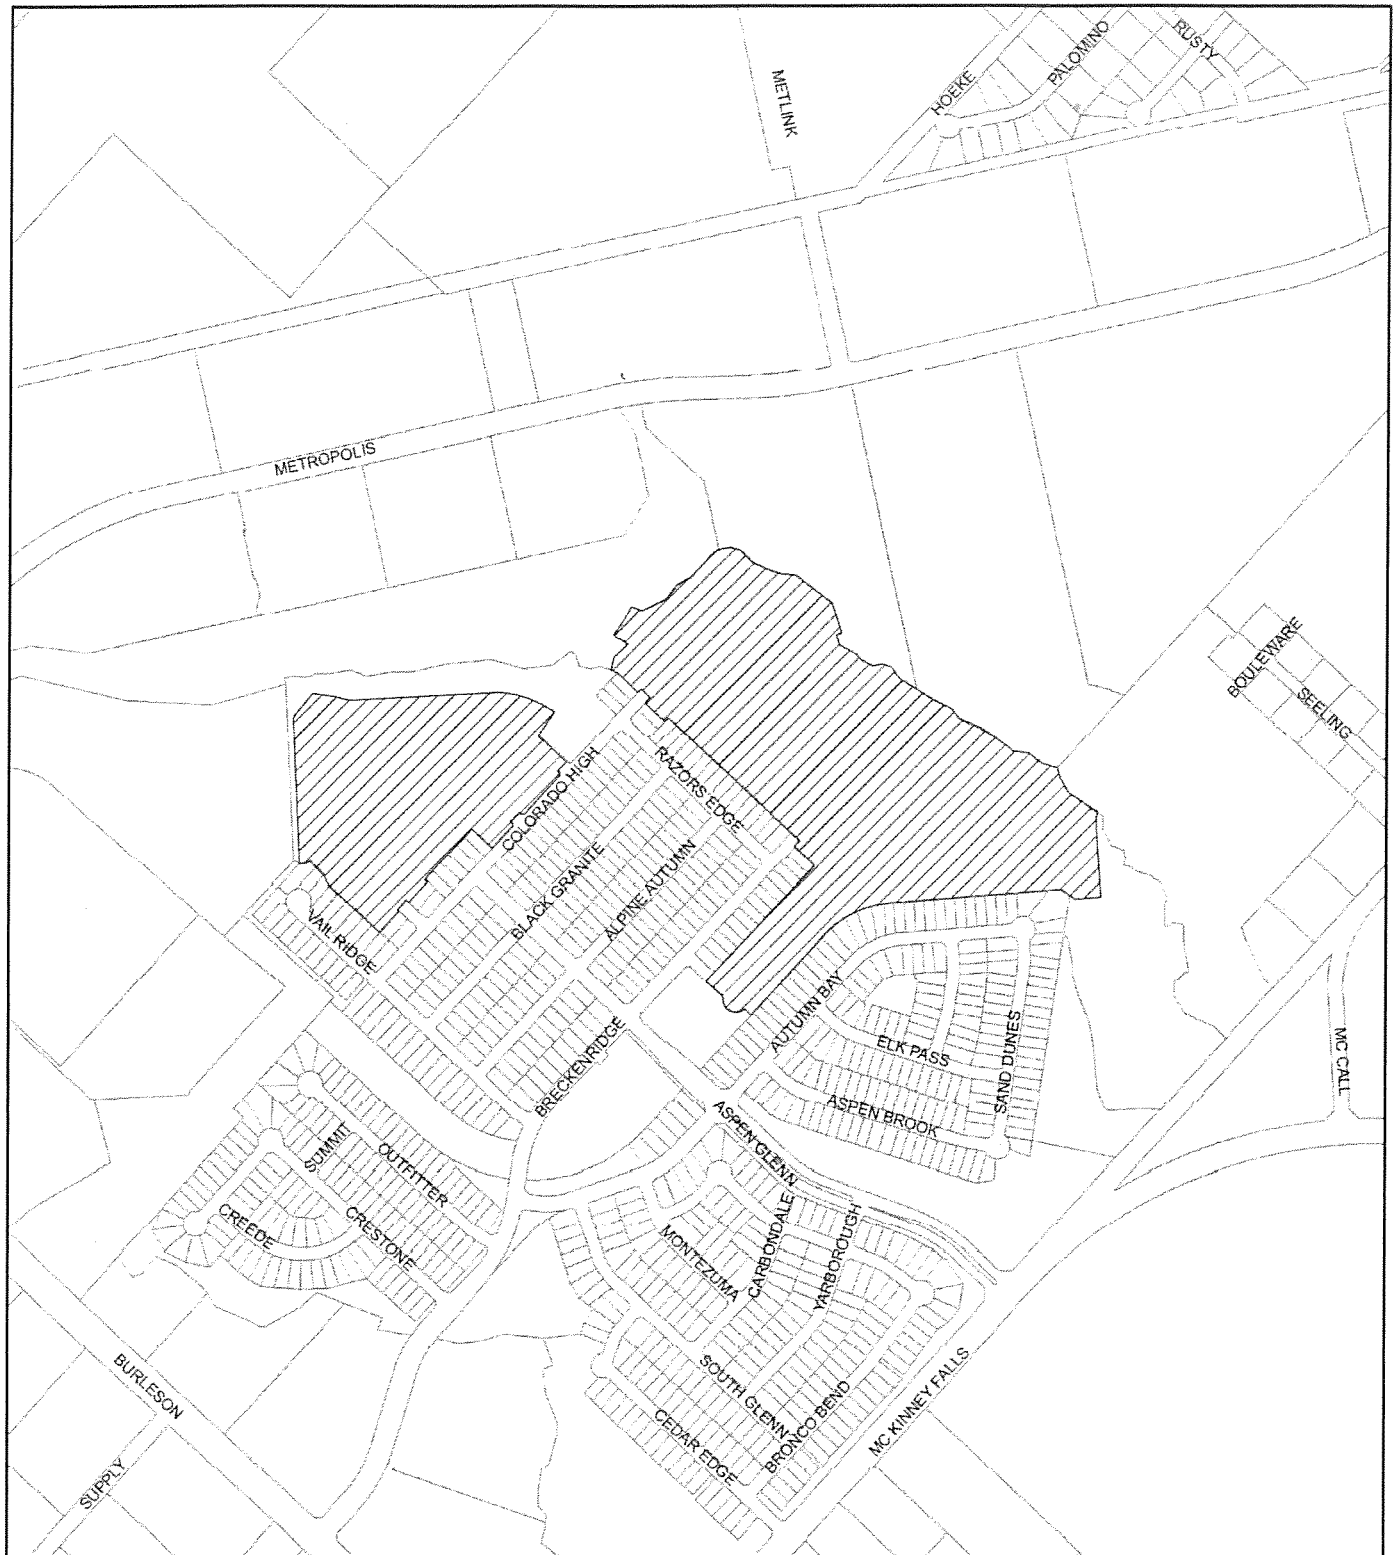 RUSTY
PALOMINO
HOEKE
METLINK
METROPOLIS
BOULEWARE
SEELING
COLORADO HIGH
RAZORS EDGE
BLACK GRANITE
ALPINE AUTUMN
VAIL RIDGE
AUTUMN BAY
BRECKENRIDGE
ELK PASS
SAND DUNES
MC CALL
ASPEN BROOK
ASPEN GLENN
SUMMIT
OUTFITTER
CREEDE
CRESTONE
MONTEZUMA
CARBONDALE
YARBOROUGH
BURLESON
SOUTH GLENN
CEDAR EDGE
BRONCO BEND
MC KINNEY FALLS
SUPPLY